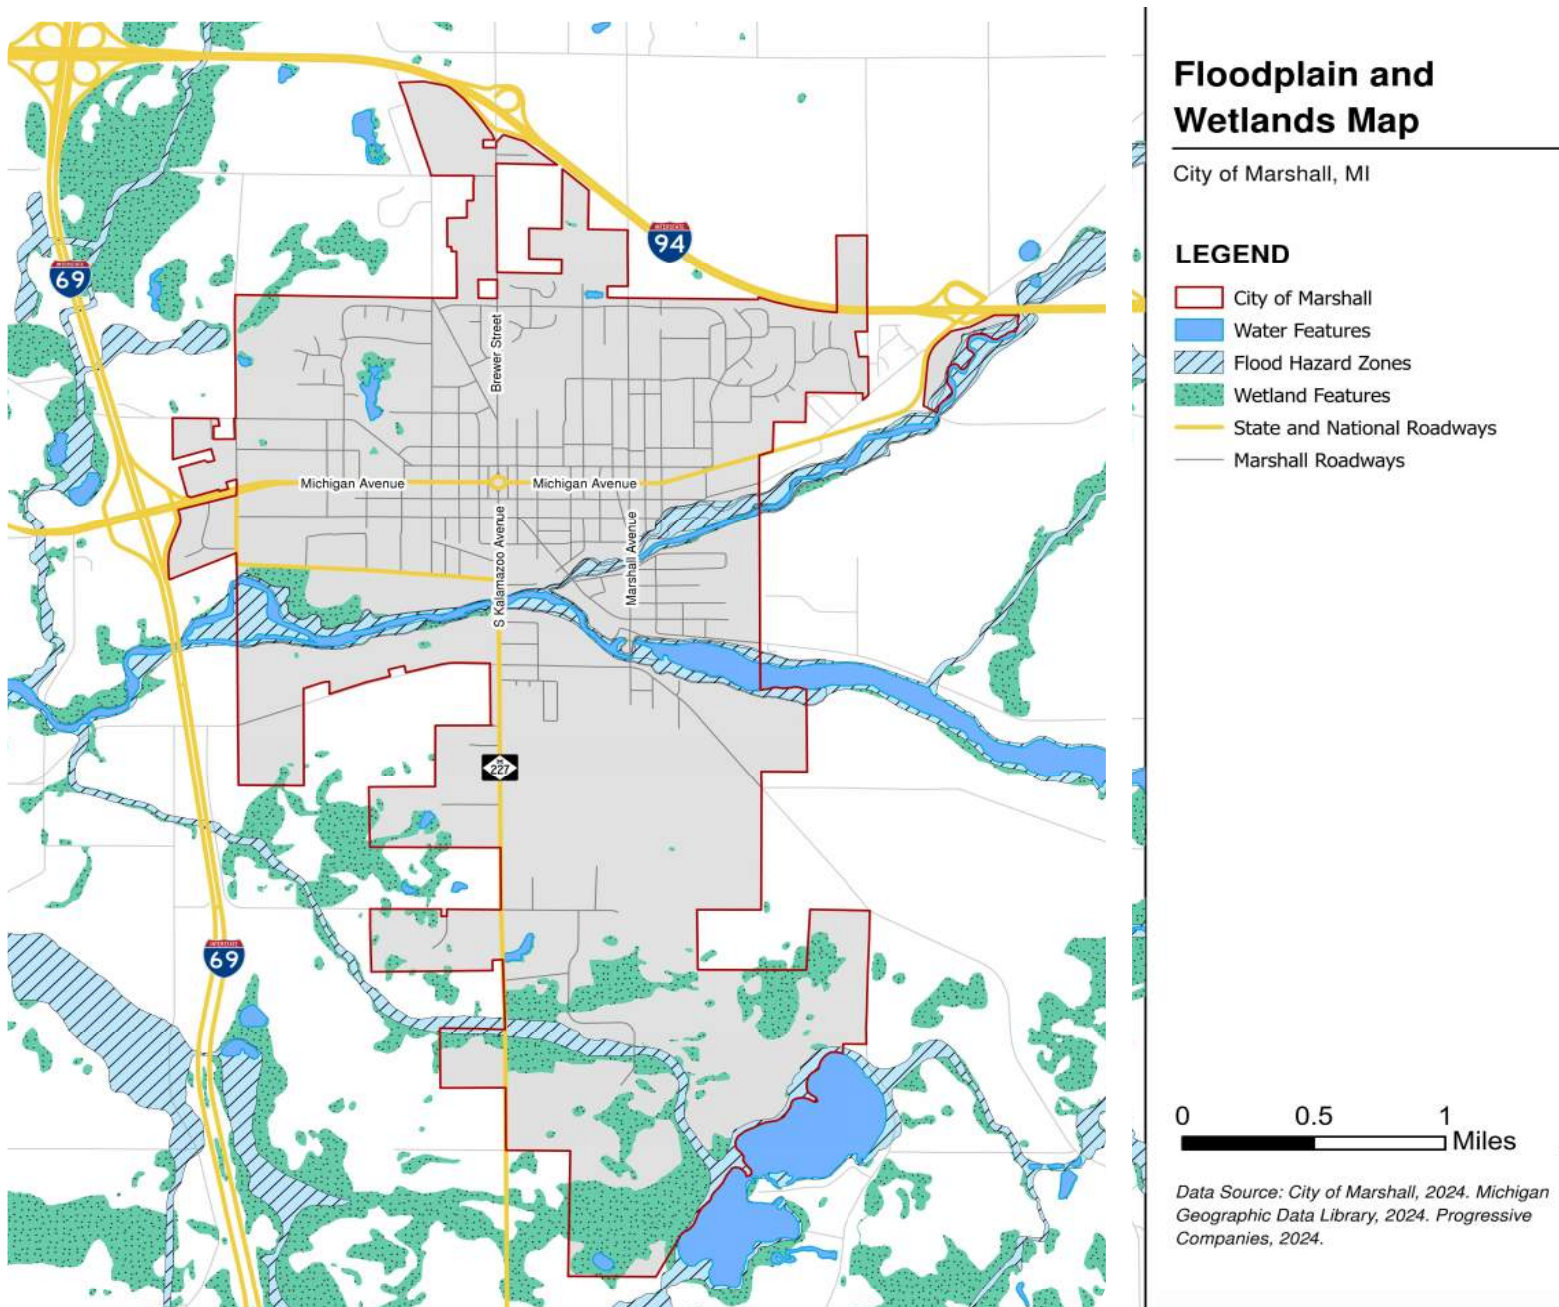 Floodplain and
Wetlands Map
City of Marshall, MI
LEGEND
City of Marshall
Water Features
Flood Hazard Zones
Wetland Features
State and National Roadways
Marshall Roadways
0 0.5 1
Miles
Data Source: City of Marshall, 2024. Michigan
Geographic Data Library, 2024. Progressive
Companies, 2024.
INTERSTATE
94
INTERSTATE
69
Brewer Street
Michigan Avenue
Michigan Avenue
S Kalamazoo Avenue
Marshall Avenue
M
227
INTERSTATE
69